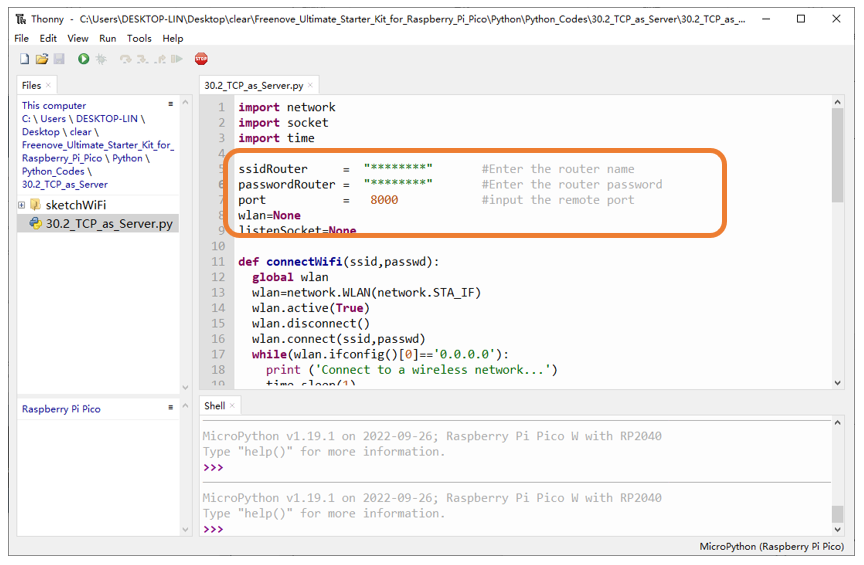 Thonny - C:\Users\DESKTOP-LIN\Desktop\clear\Freenove_Ultimate_Starter_Kit_for_Raspberry_Pi_Pico\Python\Python_Codes\30.2_TCP_as_Server\30.2_TCP_as_...
File Edit View Run Tools Help
STOP
Files
This computer
C: \ Users \ DESKTOP-LIN \
Desktop \ clear \
Freenove_Ultimate_Starter_Kit_for_
Raspberry_Pi_Pico \ Python \
Python_Codes \
30.2_TCP_as_Server
sketchWiFi
30.2_TCP_as_Server.py
Raspberry Pi Pico
30.2_TCP_as_Server.py
1 import network
2 import socket
3 import time
4
5 ssidRouter = "********" #Enter the router name
6 passwordRouter = "********" #Enter the router password
7 port = 8000 #input the remote port
8 wlan=None
9 listenSocket=None
10
11 def connectWifi(ssid,passwd):
12 global wlan
13 wlan=network.WLAN(network.STA_IF)
14 wlan.active(True)
15 wlan.disconnect()
16 wlan.connect(ssid,passwd)
17 while(wlan.ifconfig()[0]=='0.0.0.0'):
18 print ('Connect to a wireless network...')
19 time.sleep(1)
Shell
MicroPython v1.19.1 on 2022-09-26; Raspberry Pi Pico W with RP2040
Type "help()" for more information.
>>>
MicroPython v1.19.1 on 2022-09-26; Raspberry Pi Pico W with RP2040
Type "help()" for more information.
>>>
MicroPython (Raspberry Pi Pico)